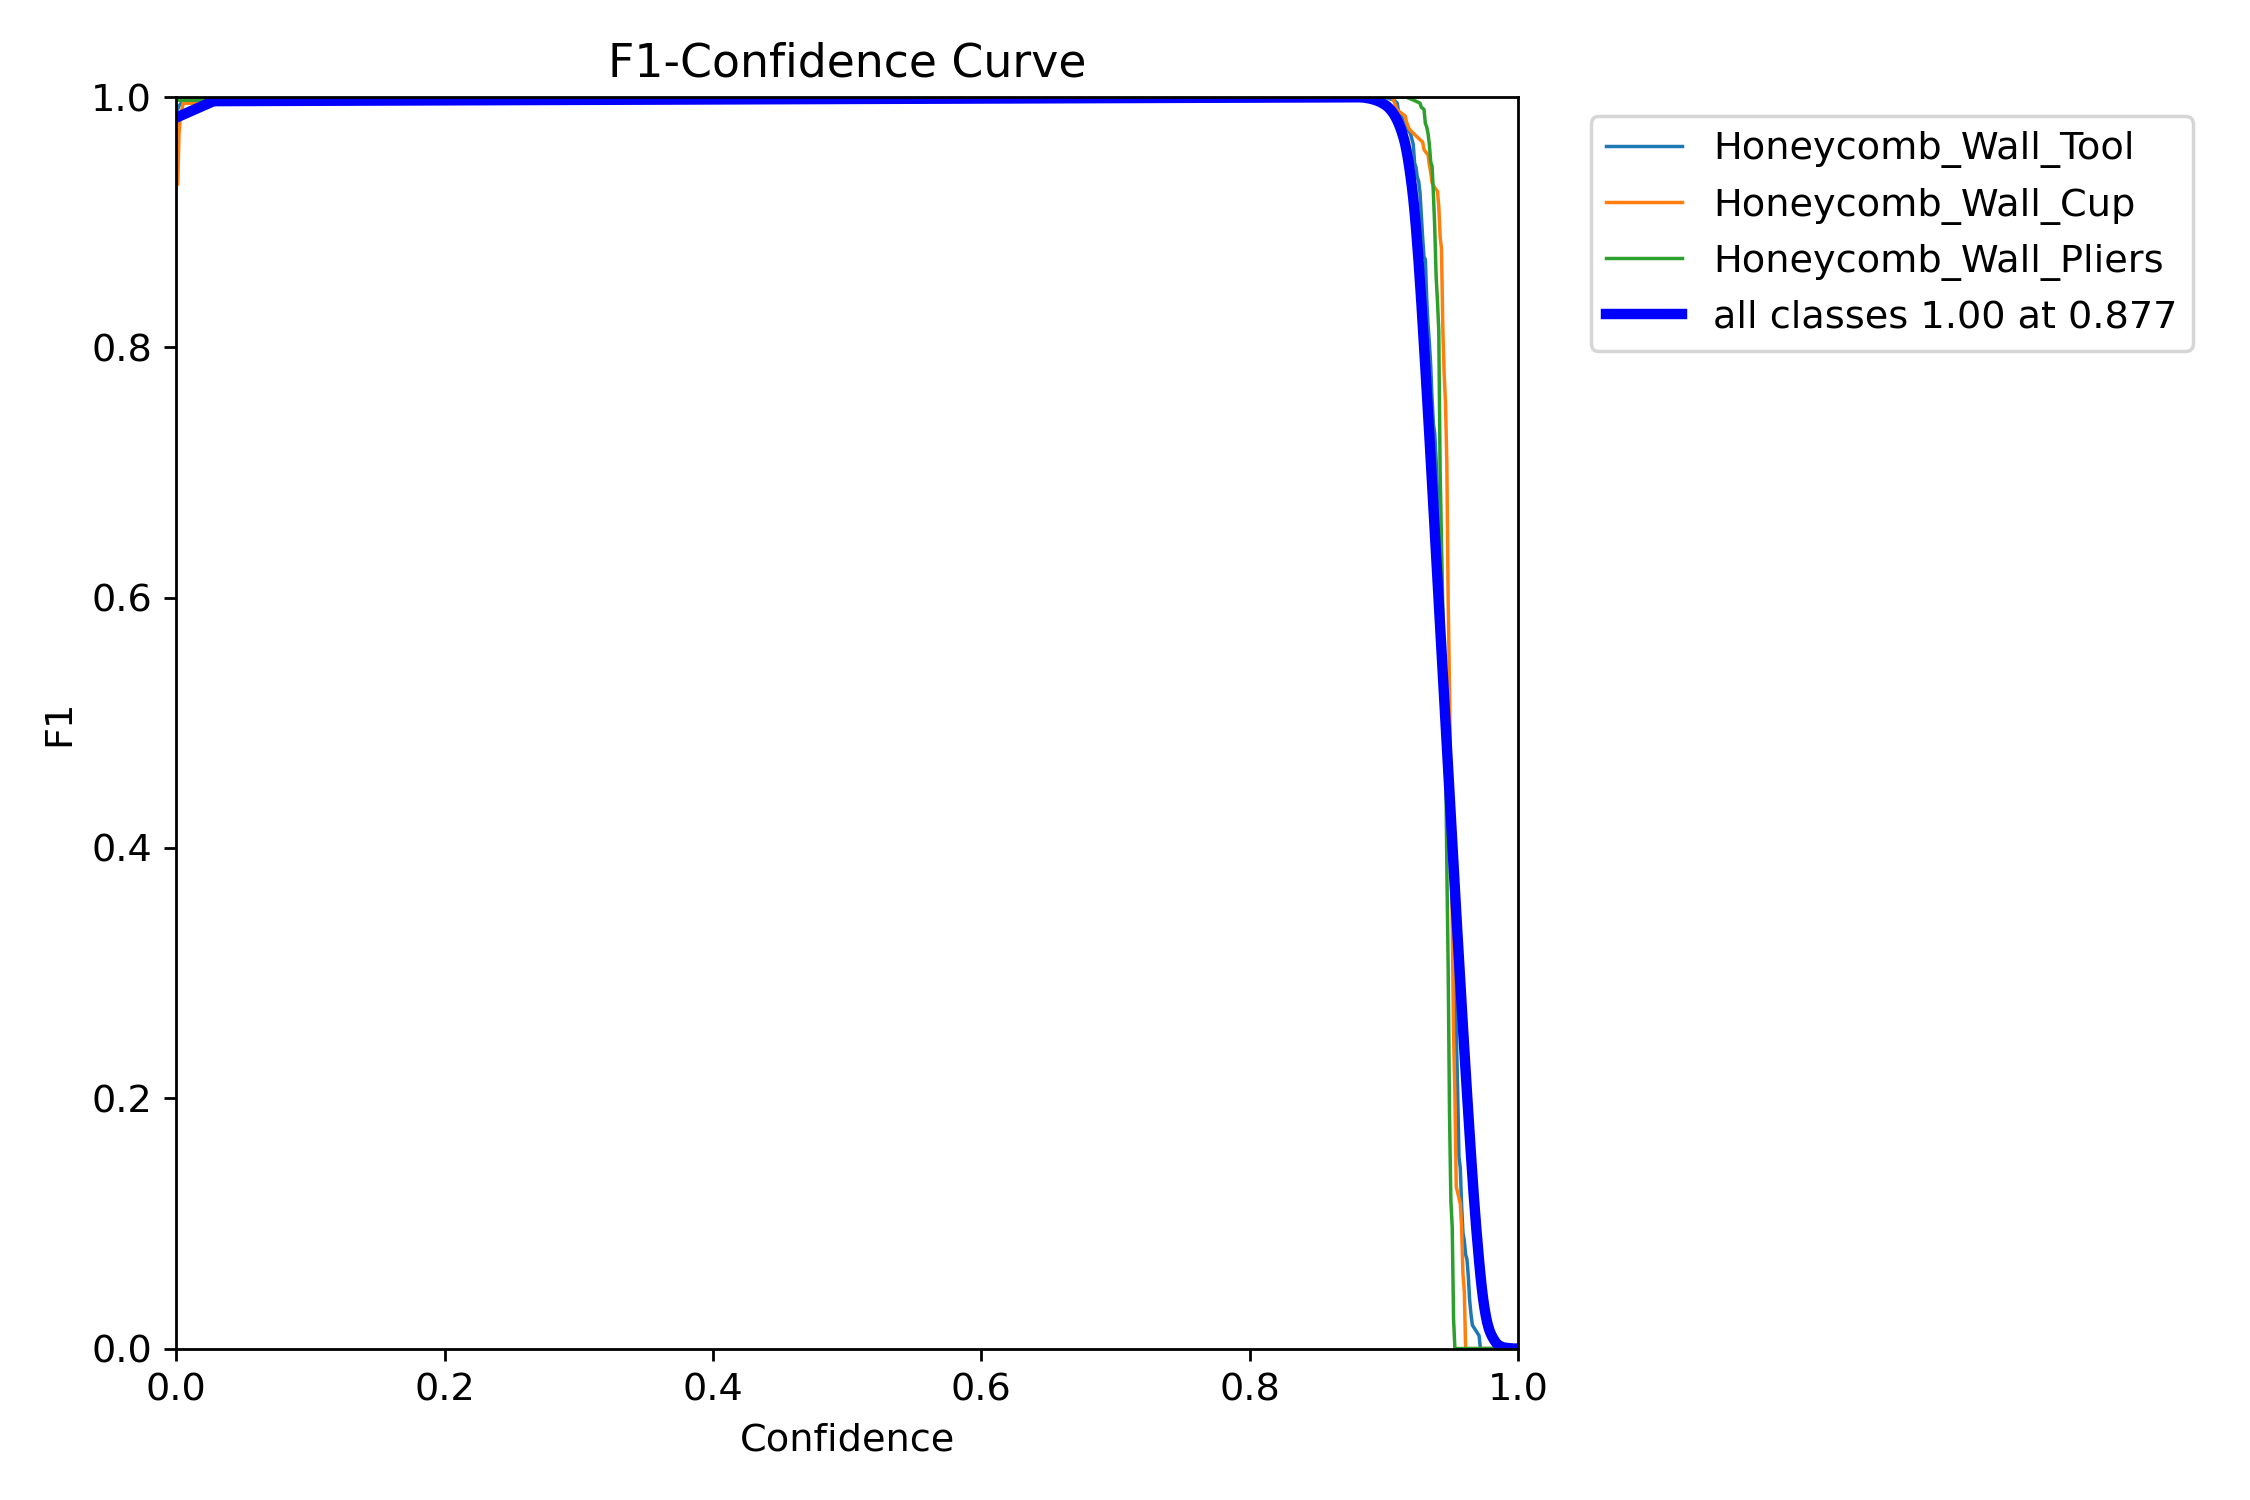 F1-Confidence Curve
Honeycomb_Wall_Tool
Honeycomb_Wall_Cup
Honeycomb_Wall_Pliers
all classes 1.00 at 0.877
F1
1.0
0.8
0.6
0.4
0.2
0.0
0.0 0.2 0.4 0.6 0.8 1.0
Confidence